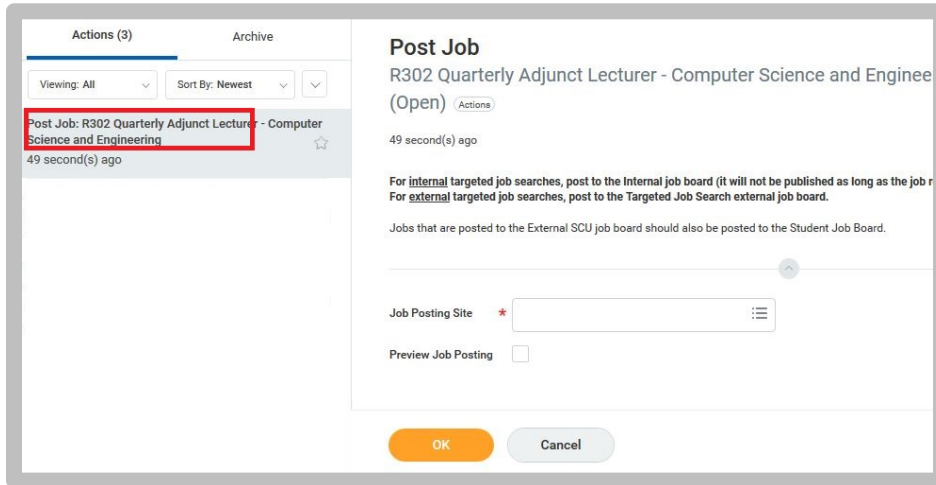 Actions (3)
Archive
Viewing: All
Sort By: Newest
Post Job: R302 Quarterly Adjunct Lecturer - Computer
Science and Engineering
49 second(s) ago
Post Job
R302 Quarterly Adjunct Lecturer - Computer Science and Enginee
(Open) Actions
49 second(s) ago
For internal targeted job searches, post to the Internal job board (it will not be published as long as the job r
For external targeted job searches, post to the Targeted Job Search external job board.
Jobs that are posted to the External SCU job board should also be posted to the Student Job Board.
Job Posting Site *
Preview Job Posting
OK
Cancel